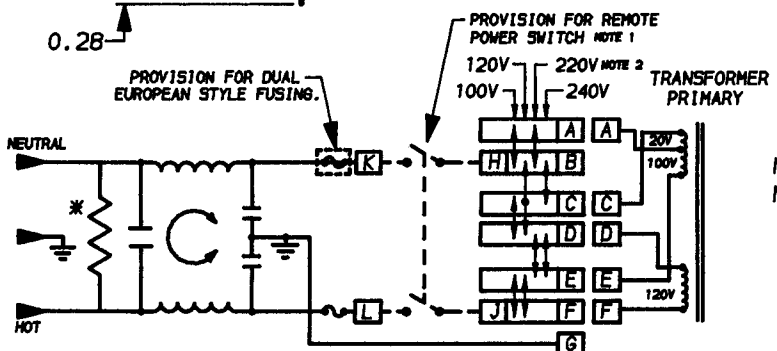 0.28
PROVISION FOR REMOTE
POWER SWITCH NOTE 1
120V
220V NOTE 2
100V
240V
TRANSFORMER
PRIMARY
PROVISION FOR DUAL
EUROPEAN STYLE FUSING.
NEUTRAL
K
H
A
B
C
D
E
J
F
G
A
C
D
E
F
20V
100V
120V
*
L
HOT